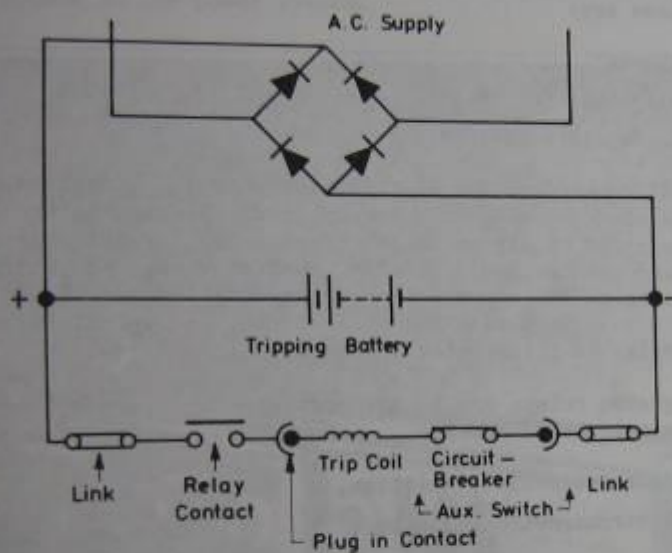 A.C. Supply
+
-
Tripping Battery
Trip Coil
Circuit-
Breaker
Link
Relay
Contact
Aux. Switch
Link
Plug in Contact